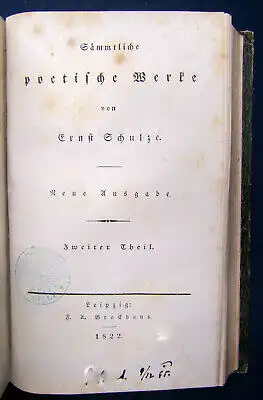 Sämmtliche
poetische Werke
von
Ernst Schulze.
Neue Ausgabe.
Zweiter Theil.
Leipzig:
F. A. Brockhaus.
1822.